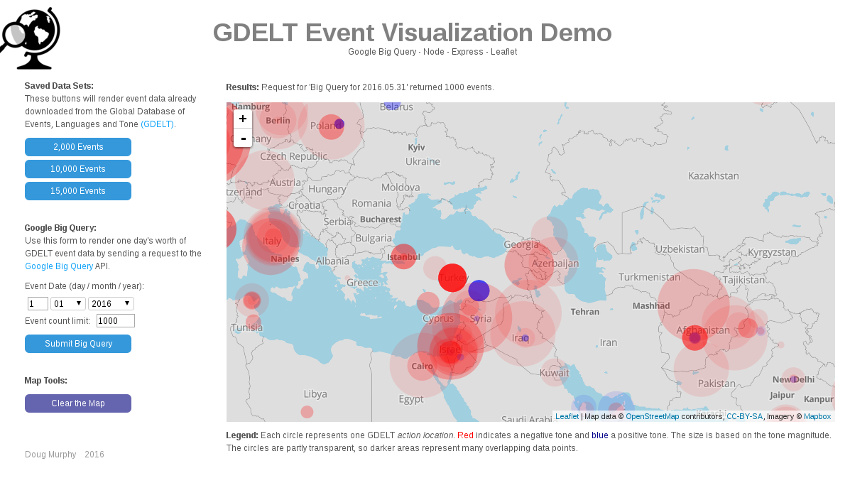 GDELT Event Visualization Demo
Google Big Query - Node - Express - Leaflet
Saved Data Sets:
These buttons will render event data already
downloaded from the Global Database of
Events, Languages and Tone (GDELT).
2,000 Events
10,000 Events
15,000 Events
Google Big Query:
Use this form to render one day's worth of
GDELT event data by sending a request to the
Google Big Query API.
Event Date (day / month / year):
1 01 2016
Event count limit: 1000
Submit Big Query
Map Tools:
Clear the Map
Doug Murphy 2016
Results: Request for 'Big Query for 2016.05.31' returned 1000 events.
+
-
Hamburg
Berlin
Poland
Belarus
Kyiv
Ukraine
Czech Republic
Austria
Hungary
Moldova
Croatia
Romania
Serbia
Bucharest
Bulgaria
Italy
Naples
Albania
Istanbul
Greece
Turkey
Georgia
Azerbaijan
Kazakhstan
Uzbekistan
Kyrgyzstan
Turkmenistan
Tajikistan
Tunisia
Cyprus
Syria
Tehran
Mashhad
Afghanistan
Iraq
Iran
Cairo
Kuwait
Pakistan
New Delhi
Jaipur
Kanpur
Libya
Egypt
Saudi Arabia
Leaflet | Map data © OpenStreetMap contributors, CC-BY-SA, Imagery © Mapbox
Legend: Each circle represents one GDELT action location. Red indicates a negative tone and blue a positive tone. The size is based on the tone magnitude.
The circles are partly transparent, so darker areas represent many overlapping data points.